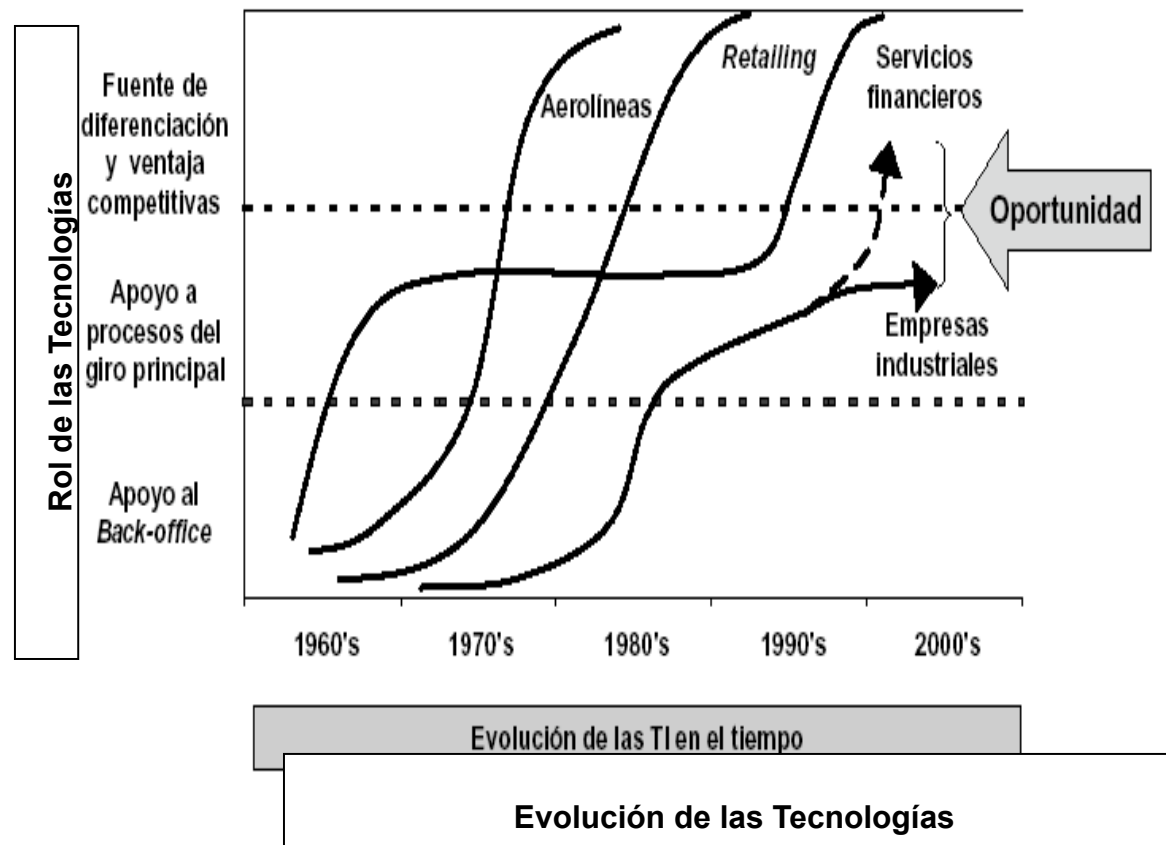 Rol de las Tecnologías
Fuente de
diferenciación
y ventaja
competitivas
Apoyo a
procesos del
giro principal
Apoyo al
Back-office
Aerolíneas
Retailing
Servicios
financieros
Oportunidad
Empresas
industriales
1960's 1970's 1980's 1990's 2000's
Evolución de las TI en el tiempo
Evolución de las Tecnologías